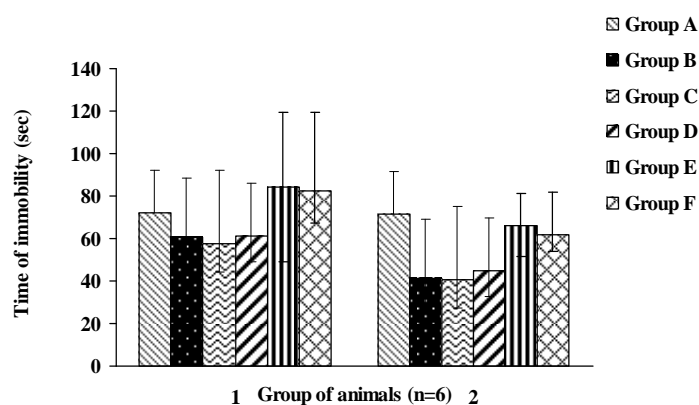 Group A
Group B
Group C
Group D
Group E
Group F
Time of immobility (sec)
140
120
100
80
60
40
20
0
1 Group of animals (n=6) 2